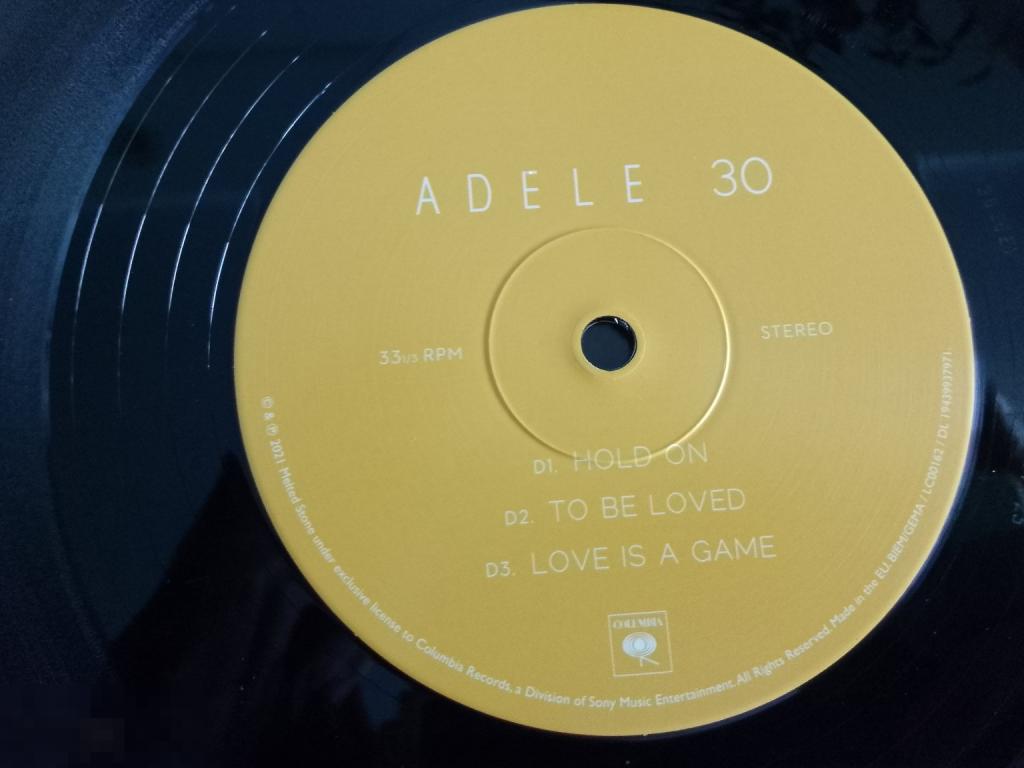 ADELE 30
33 1/3 RPM
STEREO
D1. HOLD ON
D2. TO BE LOVED
D3. LOVE IS A GAME
COLUMBIA
© & ℗ 2021 Melted Stone under exclusive license to Columbia Records, a Division of Sony Music Entertainment. All Rights Reserved. Made in the EU. BIEM/GEMA / LC00162 / DL 19439937971.